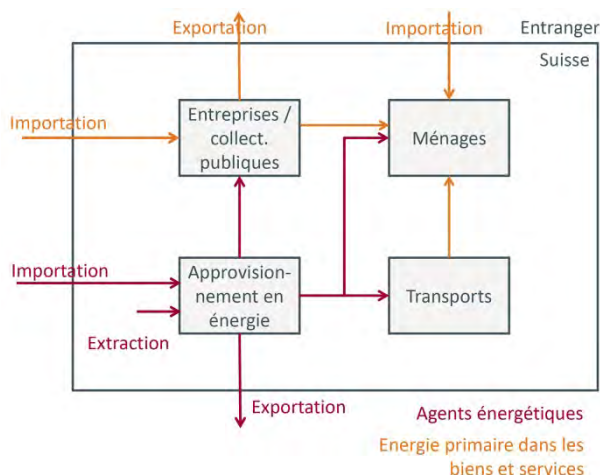 Exportation
Importation
Entranger
Suisse
Importation
Entreprises /
collect.
publiques
Ménages
Importation
Approvision-
nement en
énergie
Transports
Extraction
Exportation
Agents énergétiques
Energie primaire dans les
biens et services